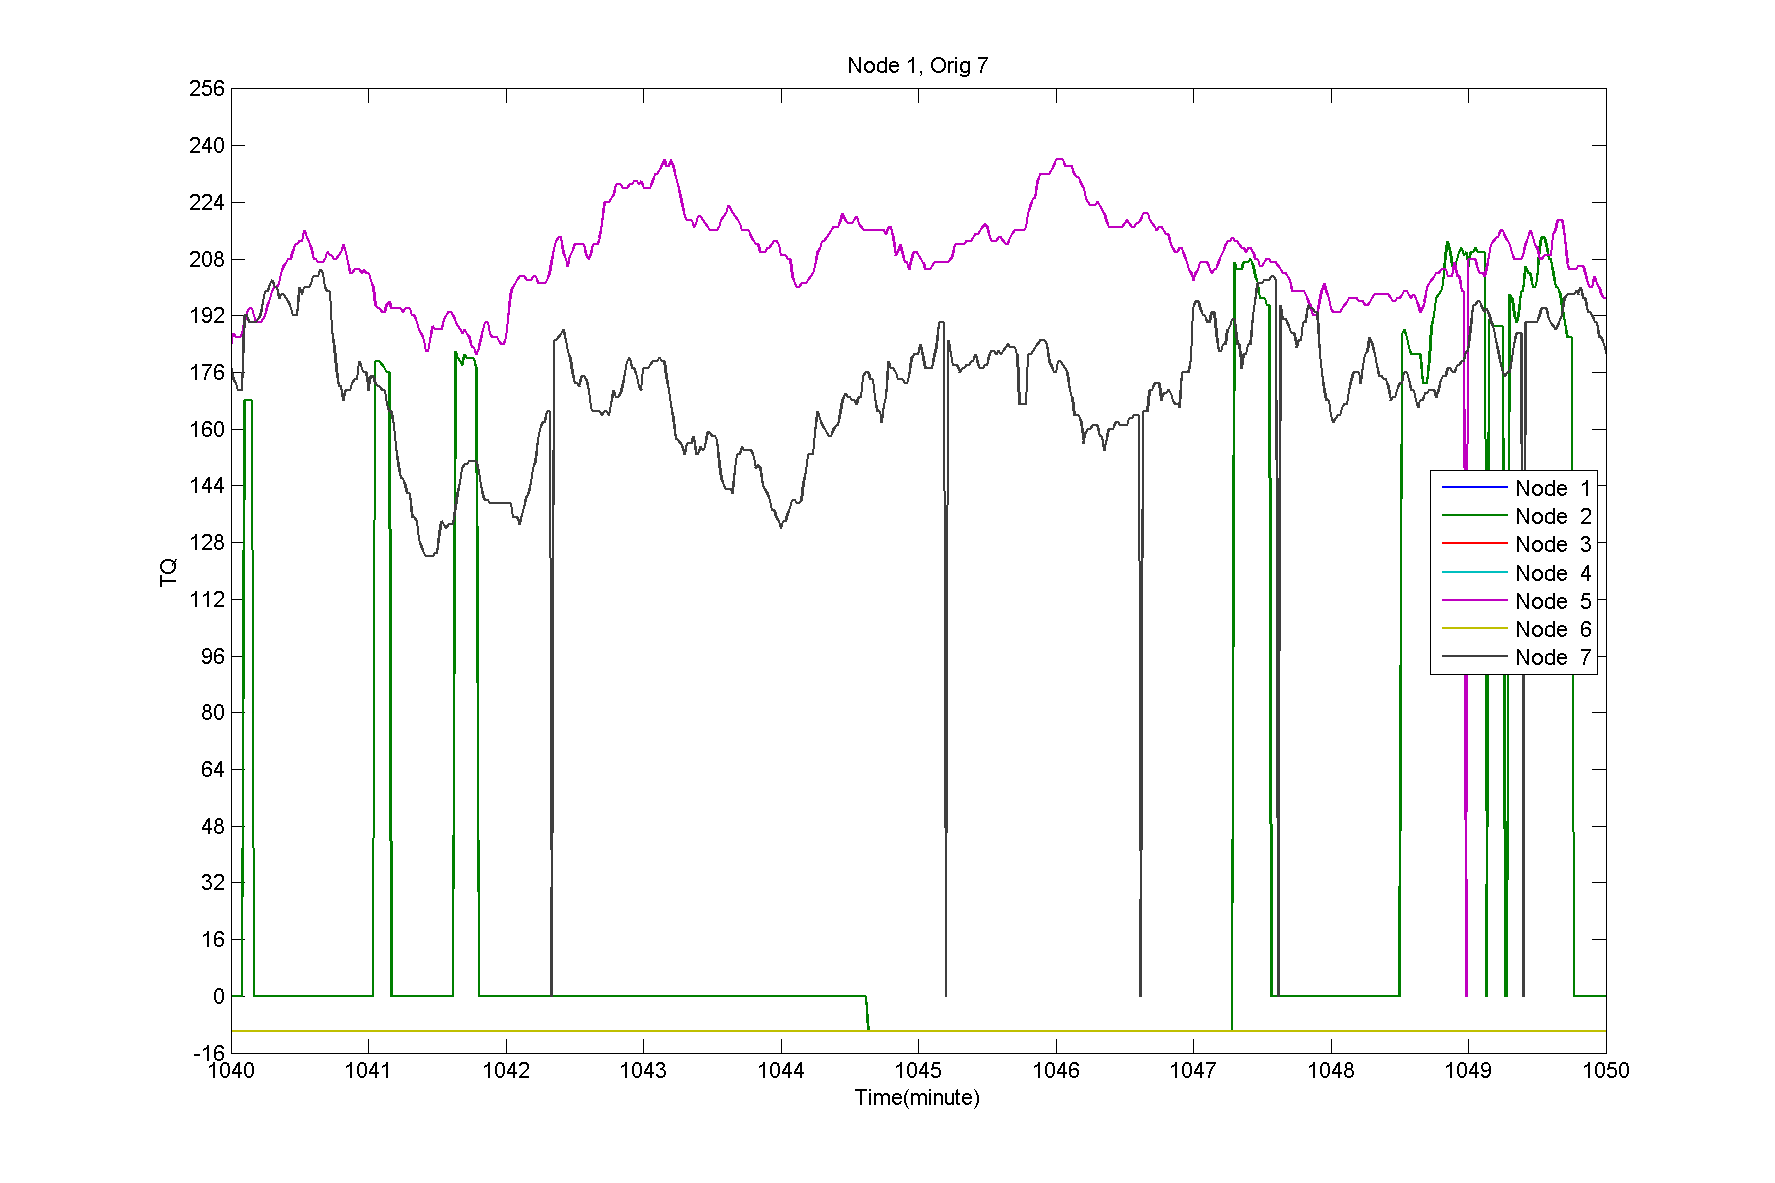 Node 1, Orig 7
256
240
224
208
192
176
160
144
128
112
96
80
64
48
32
16
0
-16
TQ
Node 1
Node 2
Node 3
Node 4
Node 5
Node 6
Node 7
1040 1041 1042 1043 1044 1045 1046 1047 1048 1049 1050
Time(minute)